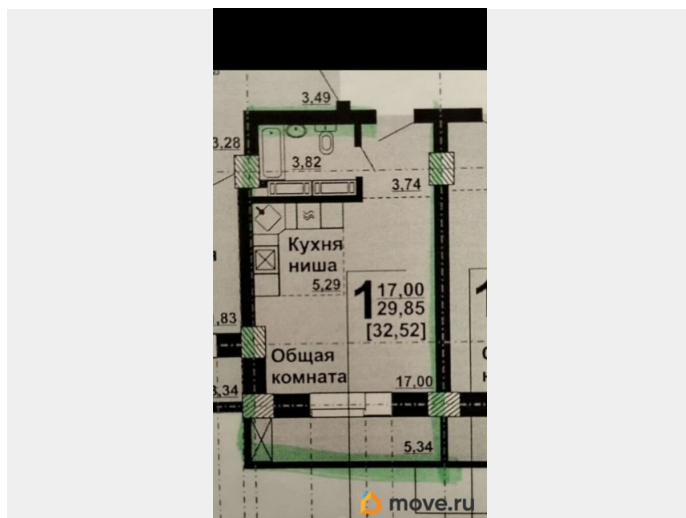 3,49
3,28
3,82
3,74
Кухня
ниша
5,29
1
17,00
29,85
[32,52]
,83
Общая
комната
17,00
3,34
5,34
move.ru